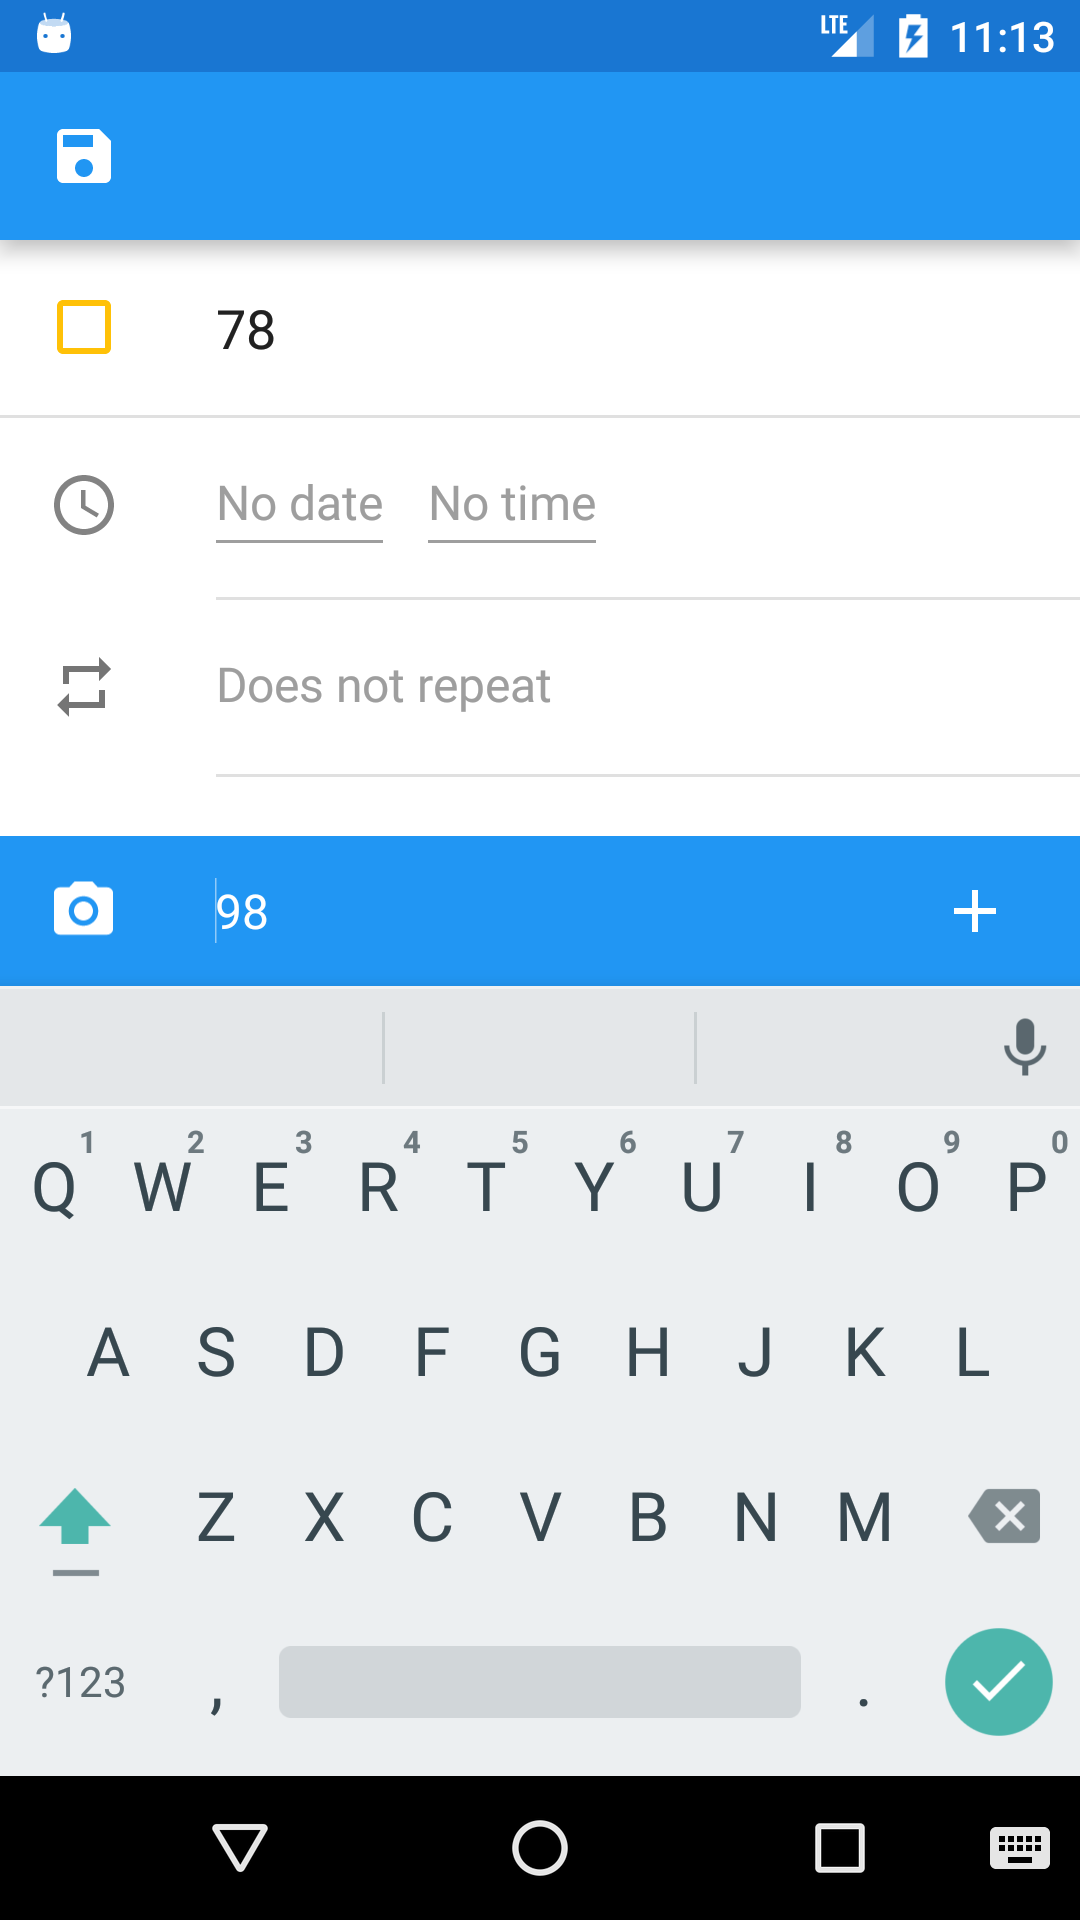 LTE 11:13
78
No date No time
Does not repeat
98
1 2 3 4 5 6 7 8 9 0
Q W E R T Y U I O P
A S D F G H J K L
Z X C V B N M
?123 , .